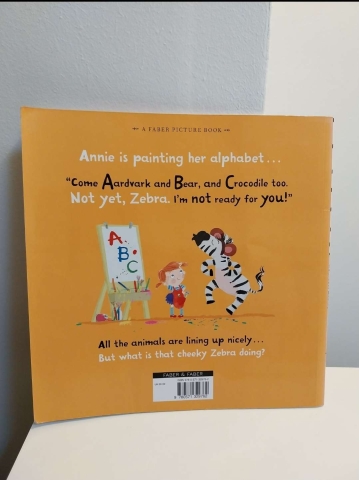 A FABER PICTURE BOOK
Annie is painting her alphabet...
"Come Aardvark and Bear, and Crocodile too.
Not yet, Zebra. I'm not ready for you!"
A
B
C
All the animals are lining up nicely...
But what is that cheeky Zebra doing?
FABER & FABER